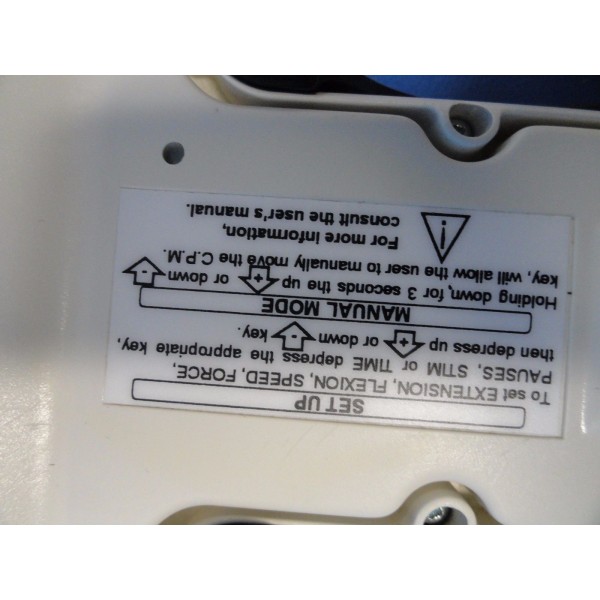 SET UP
To set EXTENSION, FLEXION, SPEED, FORCE,
PAUSES, STIM or TIME depress the appropriate key,
then depress up + or down - key.
MANUAL MODE
Holding down, for 3 seconds the up + or down -
key, will allow the user to manually move the C.P.M.
For more information,
consult the user's manual.